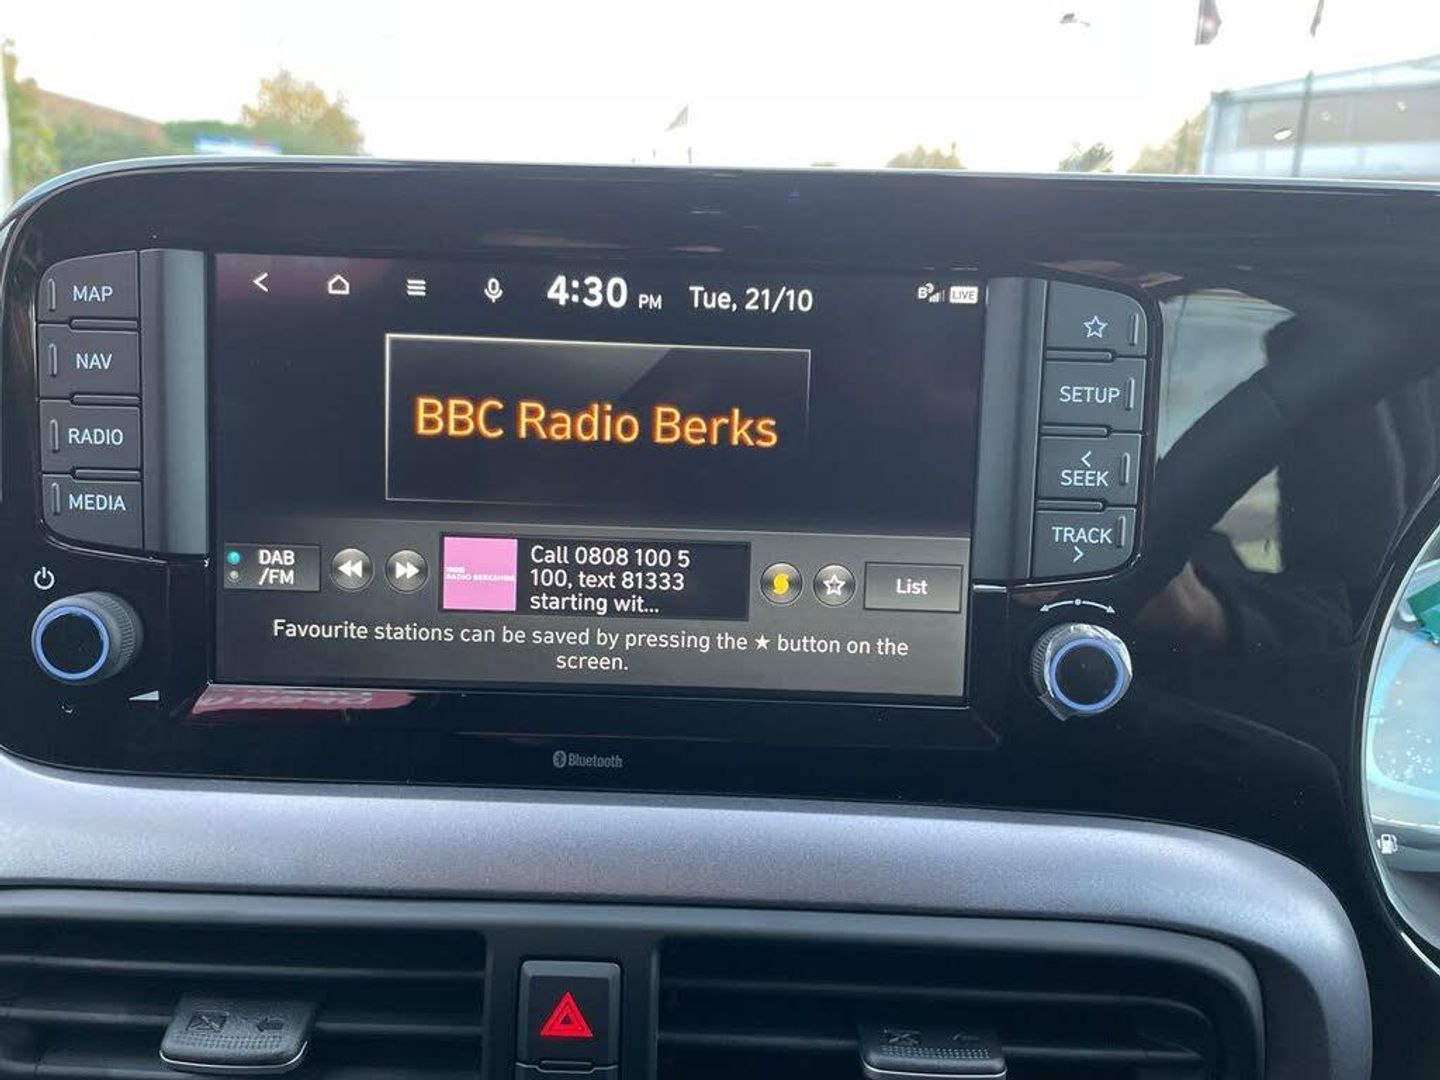 MAP
NAV
RADIO
MEDIA
4:30 PM Tue, 21/10
LIVE
BBC Radio Berks
DAB
/FM
RADIO BERKSHIRE
Call 0808 100 5
100, text 81333
starting wit...
List
Favourite stations can be saved by pressing the ★ button on the
screen.
SETUP
<
SEEK
TRACK
>
Bluetooth